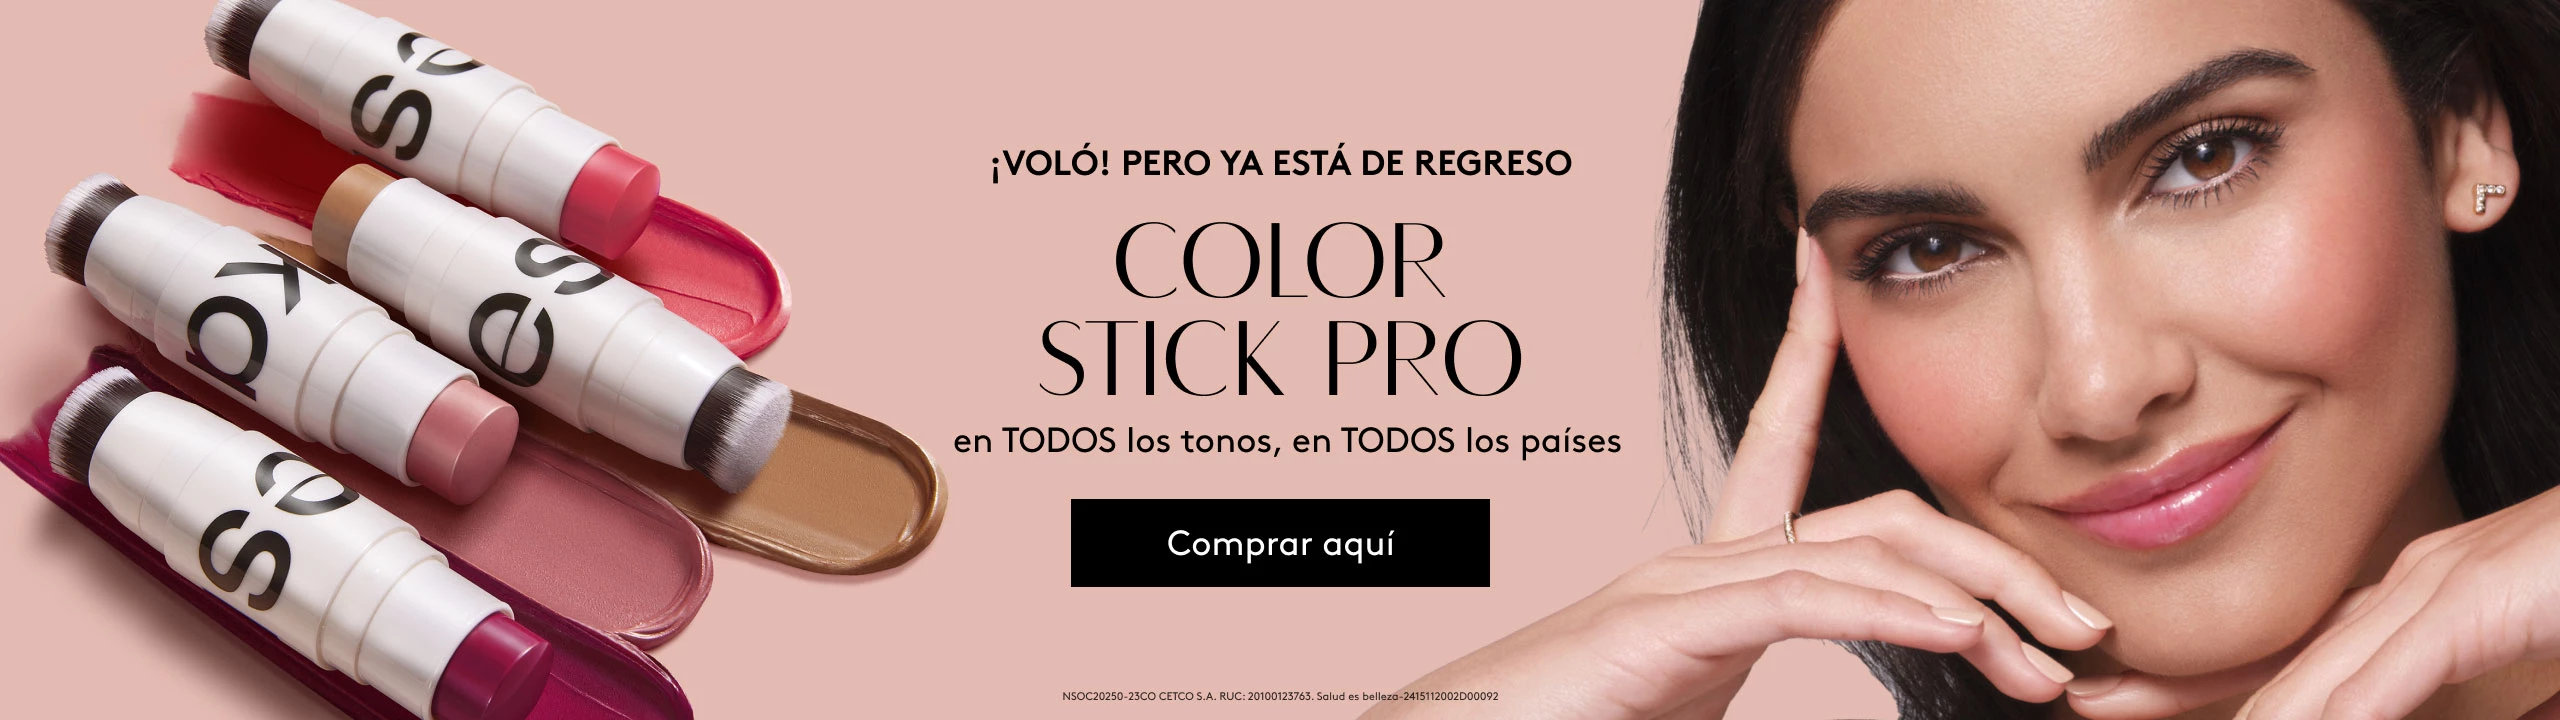 ¡VOLÓ! PERO YA ESTÁ DE REGRESO
COLOR
STICK PRO
en TODOS los tonos, en TODOS los países
Comprar aquí
NSOC20250-23CO CETCO S.A. RUC: 20100123763. Salud es belleza-2415112002D00092
es